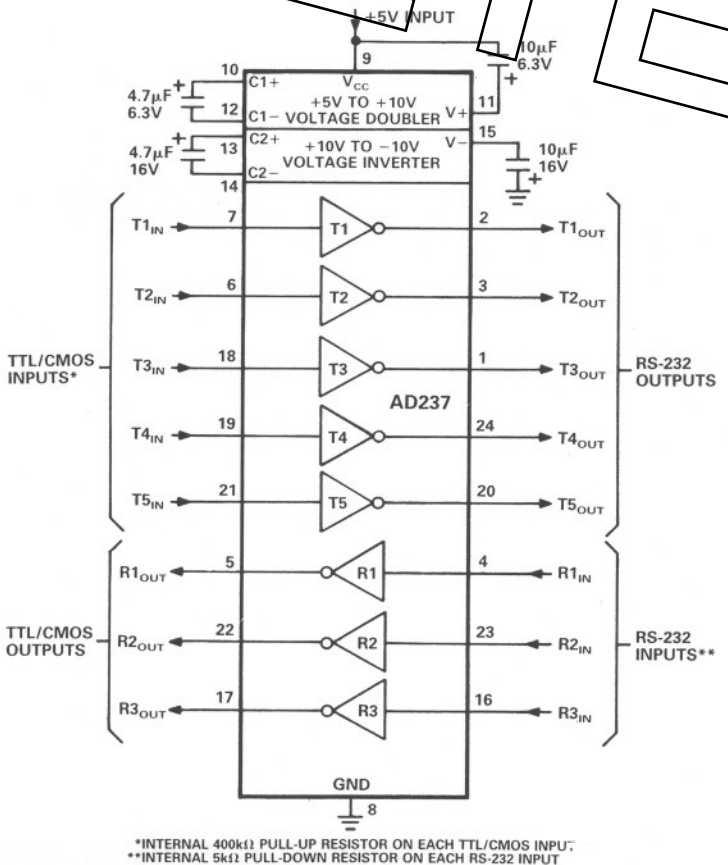 +5V INPUT
10µF
6.3V
9
VCC
10
C1+
4.7µF
6.3V
12
C1−
+5V TO +10V
VOLTAGE DOUBLER
V+
11
C2+
13
4.7µF
16V
C2−
14
+10V TO −10V
VOLTAGE INVERTER
V−
15
10µF
16V
TTL/CMOS
INPUTS*
T1IN 7 T1 2 T1OUT
T2IN 6 T2 3 T2OUT
T3IN 18 T3 1 T3OUT
AD237
T4IN 19 T4 24 T4OUT
T5IN 21 T5 20 T5OUT
RS-232
OUTPUTS
TTL/CMOS
OUTPUTS
R1OUT 5 R1 4 R1IN
R2OUT 22 R2 23 R2IN
R3OUT 17 R3 16 R3IN
RS-232
INPUTS**
GND
8
*INTERNAL 400kΩ PULL-UP RESISTOR ON EACH TTL/CMOS INPUT.
**INTERNAL 5kΩ PULL-DOWN RESISTOR ON EACH RS-232 INPUT